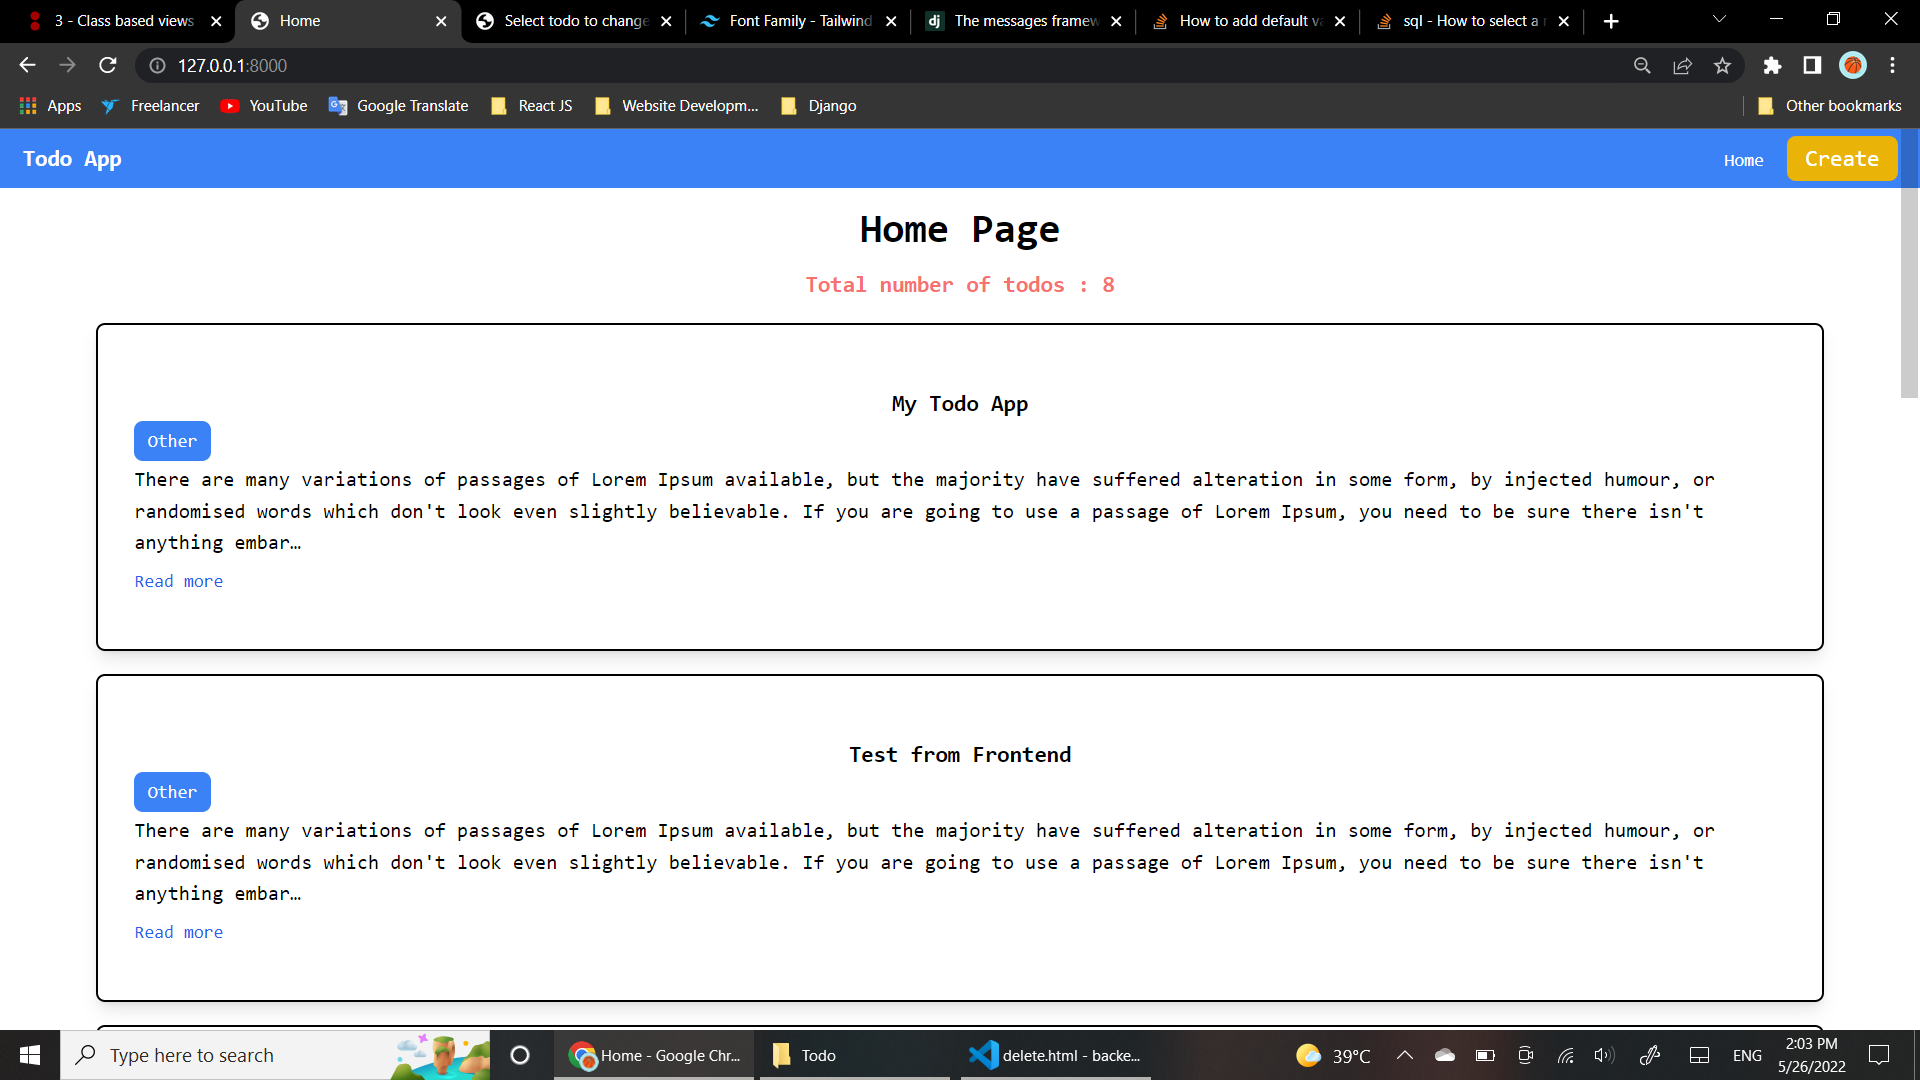 3 - Class based views
Home
Select todo to change
Font Family - Tailwind
The messages framew
How to add default va
sql - How to select a r
127.0.0.1:8000
Apps
Freelancer
YouTube
Google Translate
React JS
Website Developm...
Django
Other bookmarks
Todo App
Home
Create
Home Page
Total number of todos : 8
My Todo App
Other
There are many variations of passages of Lorem Ipsum available, but the majority have suffered alteration in some form, by injected humour, or
randomised words which don't look even slightly believable. If you are going to use a passage of Lorem Ipsum, you need to be sure there isn't
anything embar…
Read more
Test from Frontend
Other
There are many variations of passages of Lorem Ipsum available, but the majority have suffered alteration in some form, by injected humour, or
randomised words which don't look even slightly believable. If you are going to use a passage of Lorem Ipsum, you need to be sure there isn't
anything embar…
Read more
Type here to search
Home - Google Chr...
Todo
delete.html - backe...
39°C
ENG
2:03 PM
5/26/2022